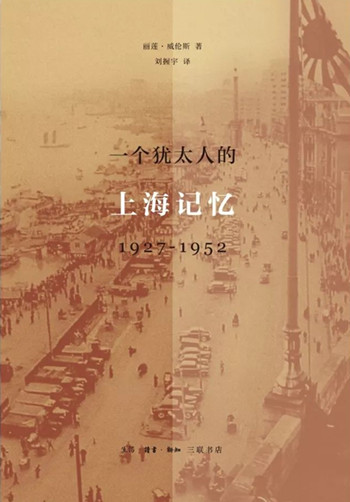 丽莲·威伦斯 著
刘握宇 译
一个犹太人的
上海记忆
1927-1952
生活·读书·新知 三联书店